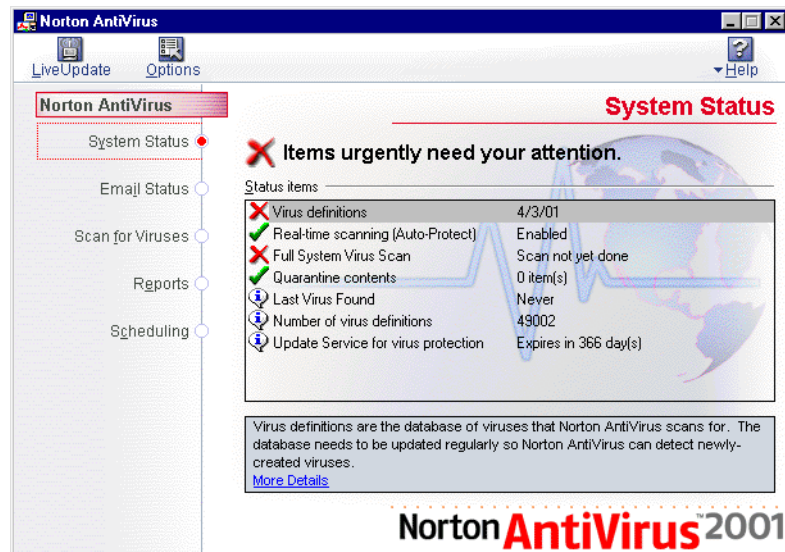 Norton AntiVirus
LiveUpdate Options Help
Norton AntiVirus
System Status
Email Status
Scan for Viruses
Reports
Scheduling
System Status
Items urgently need your attention.
Status items
Virus definitions 4/3/01
Real-time scanning (Auto-Protect) Enabled
Full System Virus Scan Scan not yet done
Quarantine contents 0 item(s)
Last Virus Found Never
Number of virus definitions 49002
Update Service for virus protection Expires in 366 day(s)
Virus definitions are the database of viruses that Norton AntiVirus scans for. The
database needs to be updated regularly so Norton AntiVirus can detect newly-
created viruses.
More Details
Norton AntiVirus™ 2001